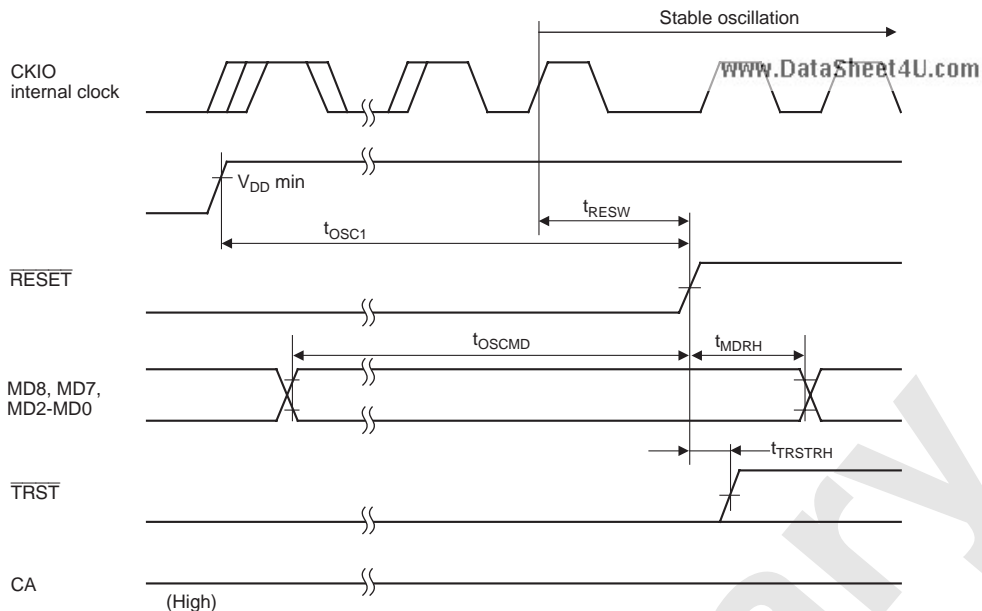 Stable oscillation
CKIO
internal clock
www.DataSheet4U.com
VDD min
tRESW
tOSC1
RESET
tOSCMD
tMDRH
MD8, MD7,
MD2-MD0
tTRSTRH
TRST
CA
(High)